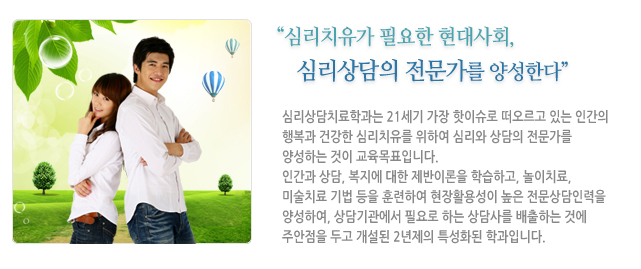 “심리치유가 필요한 현대사회,
심리상담의 전문가를 양성한다”
심리상담치료학과는 21세기 가장 핫이슈로 떠오르고 있는 인간의
행복과 건강한 심리치유를 위하여 심리와 상담의 전문가를
양성하는 것이 교육목표입니다.
인간과 상담, 복지에 대한 제반이론을 학습하고, 놀이치료,
미술치료 기법 등을 훈련하여 현장활용성이 높은 전문상담인력을
양성하여, 상담기관에서 필요로 하는 상담사를 배출하는 것에
주안점을 두고 개설된 2년제의 특성화된 학과입니다.